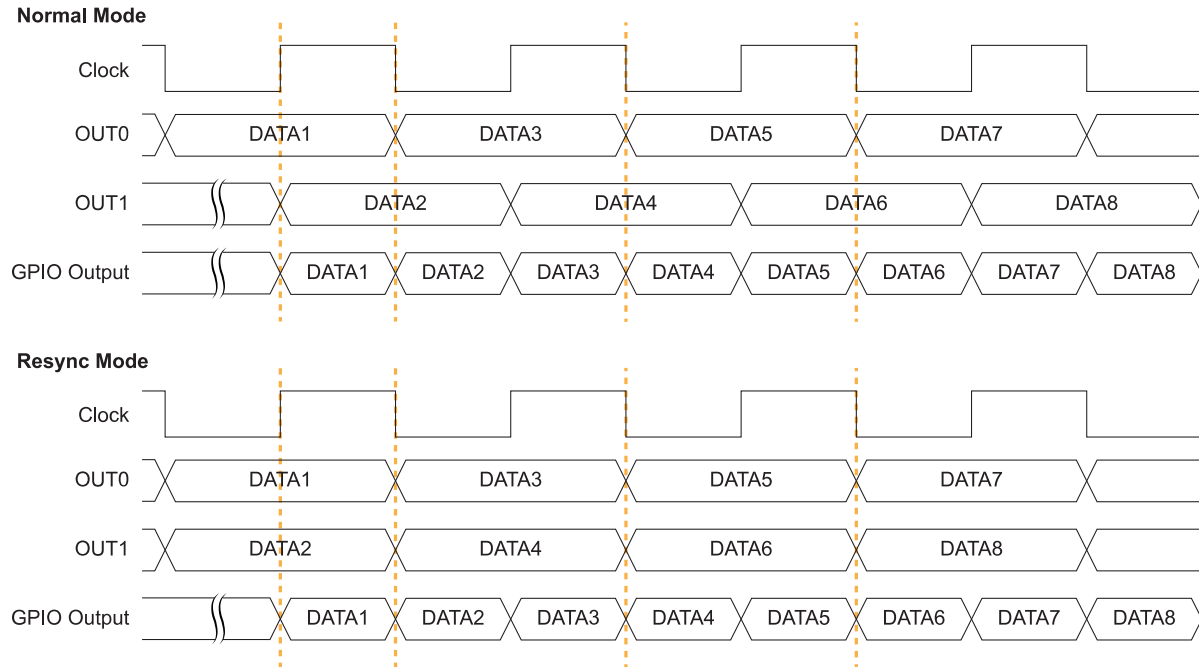 Normal Mode
Clock
OUT0 DATA1 DATA3 DATA5 DATA7
OUT1 DATA2 DATA4 DATA6 DATA8
GPIO Output DATA1 DATA2 DATA3 DATA4 DATA5 DATA6 DATA7 DATA8
Resync Mode
Clock
OUT0 DATA1 DATA3 DATA5 DATA7
OUT1 DATA2 DATA4 DATA6 DATA8
GPIO Output DATA1 DATA2 DATA3 DATA4 DATA5 DATA6 DATA7 DATA8